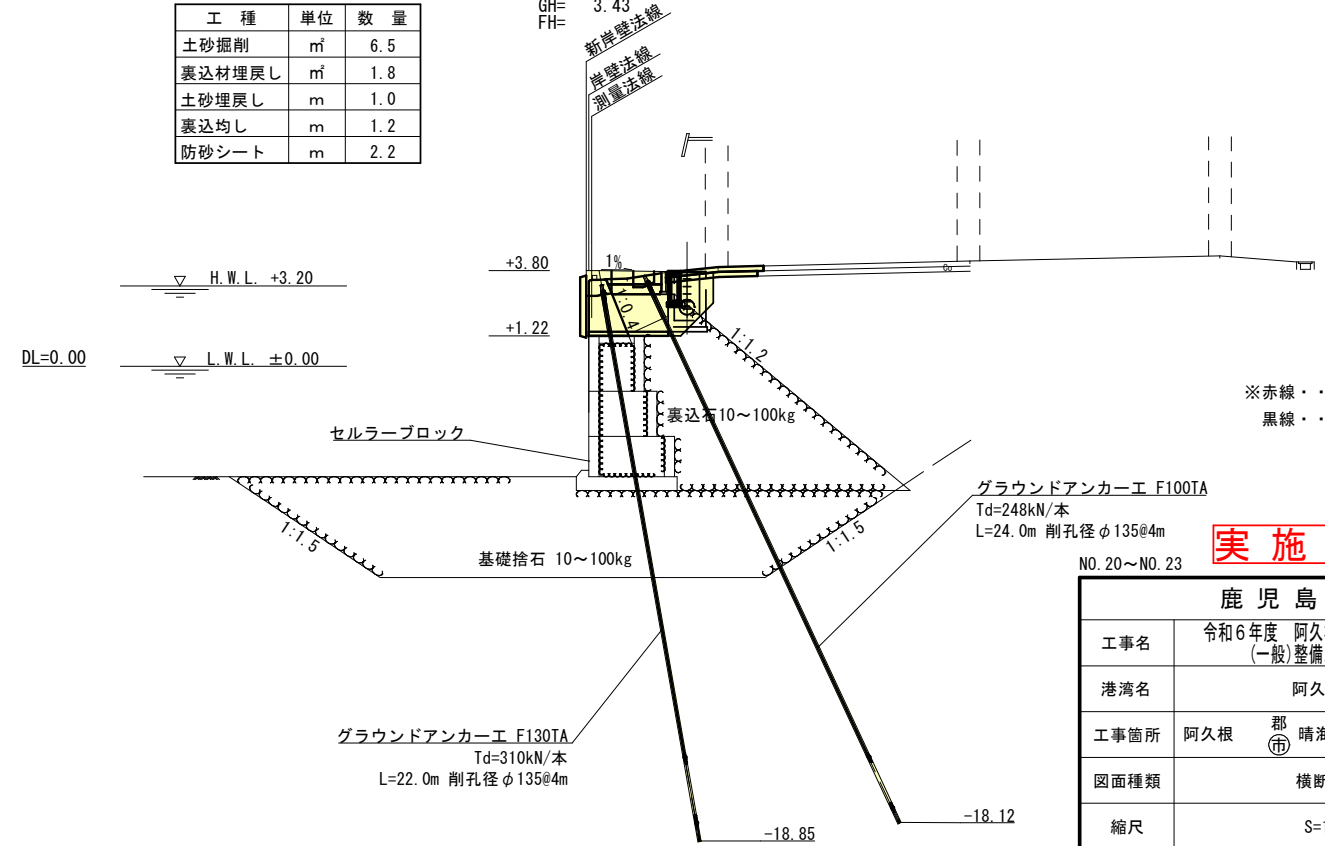 工 種 単位 数 量
土砂掘削 ㎡ 6.5
裏込材埋戻し ㎡ 1.8
土砂埋戻し m 1.0
裏込均し m 1.2
防砂シート m 2.2
GH= 3.43
FH=
新岸壁法線
岸壁法線
測量法線
+3.80
1%
H.W.L. +3.20
1:0.4
+1.22
1:1.2
DL=0.00
L.W.L. ±0.00
※赤線・・
黒線・・
裏込石10～100kg
セルラーブロック
グラウンドアンカー工 F100TA
Td=248kN/本
L=24.0m 削孔径φ135@4m
1:1.5
1:1.5
基礎捨石 10～100kg
実 施
NO.20～NO.23
鹿 児 島
工事名 令和6年度 阿久
(一般)整備
港湾名 阿久
工事箇所 阿久根 郡 市 晴海
図面種類 横断
縮尺 S=1
グラウンドアンカー工 F130TA
Td=310kN/本
L=22.0m 削孔径φ135@4m
-18.85
-18.12